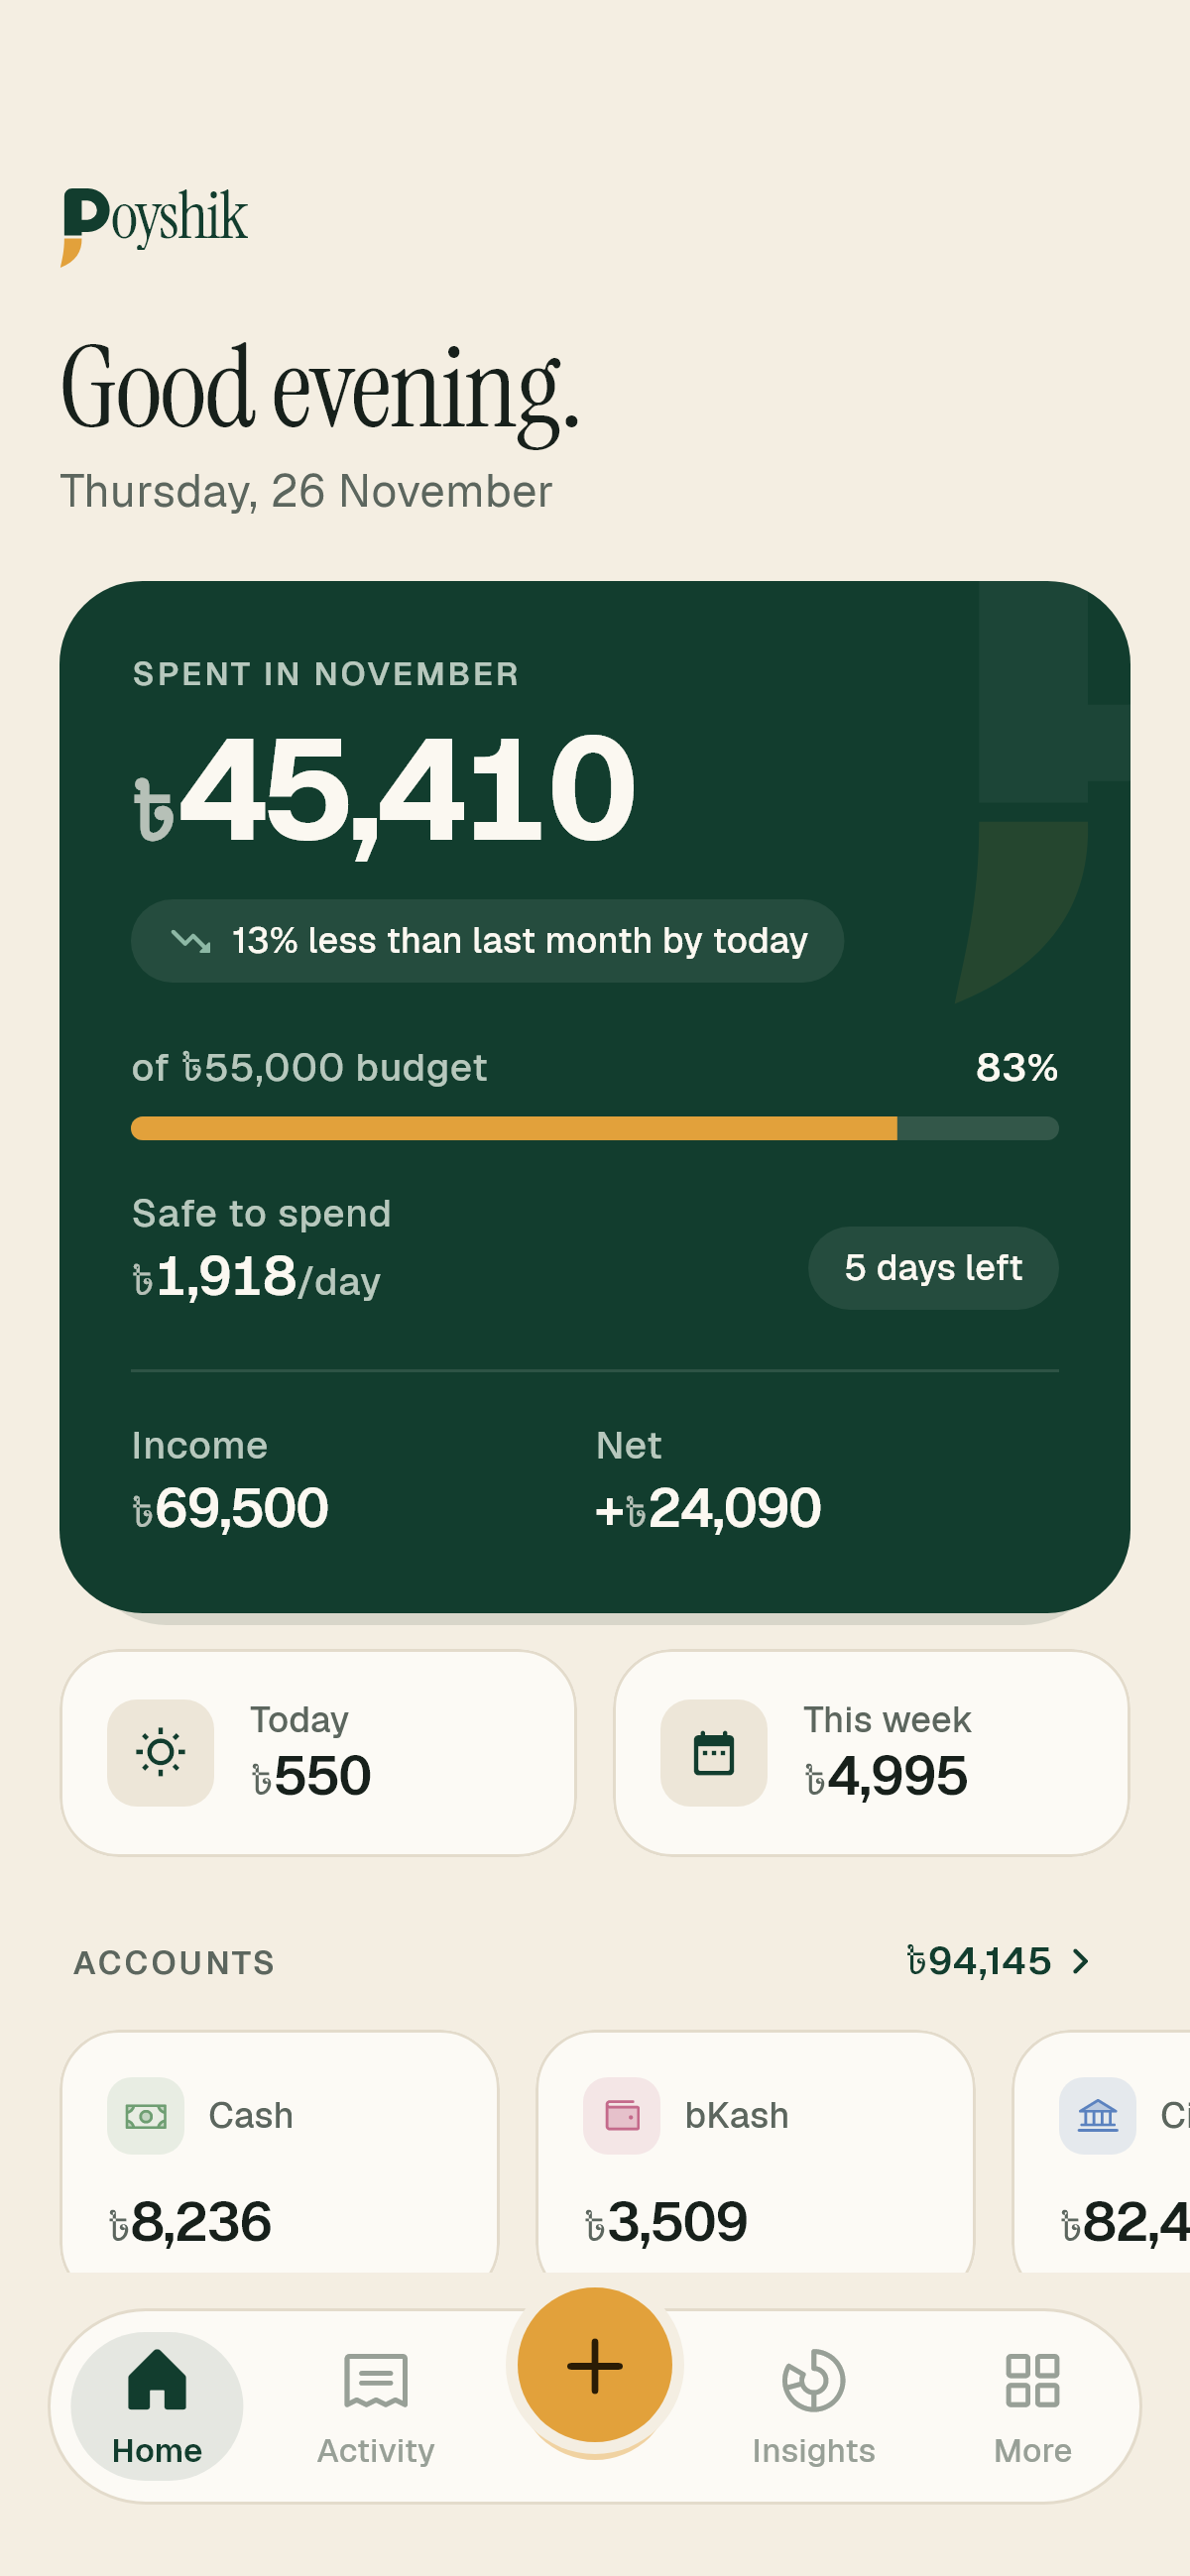 Poyshik
Good evening.
Thursday, 26 November
SPENT IN NOVEMBER
৳45,410
13% less than last month by today
of ৳55,000 budget
83%
Safe to spend
৳1,918/day
5 days left
Income
Net
৳69,500
+৳24,090
Today
৳550
This week
৳4,995
ACCOUNTS
৳94,145
Cash
bKash
৳8,236
৳3,509
Home
Activity
Insights
More